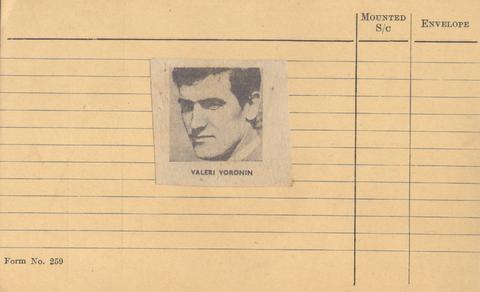 MOUNTED
S/C
ENVELOPE
VALERI VORONIN
Form No. 259